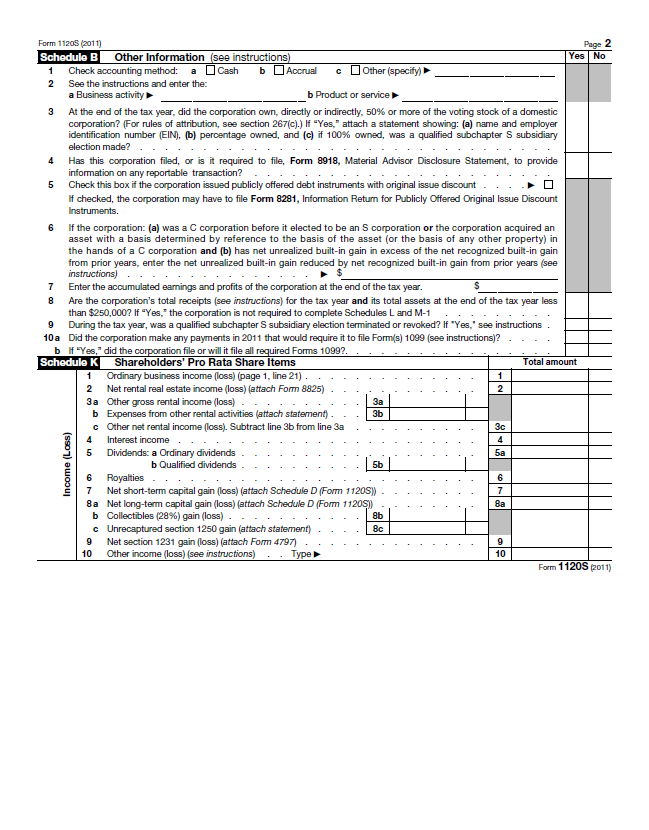 Form 1120S (2011) Page 2
Schedule B Other Information (see instructions) Yes No
1 Check accounting method: a Cash b Accrual c Other (specify) ▶
2 See the instructions and enter the:
a Business activity ▶ b Product or service ▶
3 At the end of the tax year, did the corporation own, directly or indirectly, 50% or more of the voting stock of a domestic
corporation? (For rules of attribution, see section 267(c).) If "Yes," attach a statement showing: (a) name and employer
identification number (EIN), (b) percentage owned, and (c) if 100% owned, was a qualified subchapter S subsidiary
election made? . . . . . . . . . . . . . . . . . . . . . . . . . . . . .
4 Has this corporation filed, or is it required to file, Form 8918, Material Advisor Disclosure Statement, to provide
information on any reportable transaction? . . . . . . . . . . . . . . . . . . . . . .
5 Check this box if the corporation issued publicly offered debt instruments with original issue discount . . . . ▶
If checked, the corporation may have to file Form 8281, Information Return for Publicly Offered Original Issue Discount
Instruments.
6 If the corporation: (a) was a C corporation before it elected to be an S corporation or the corporation acquired an
asset with a basis determined by reference to the basis of the asset (or the basis of any other property) in
the hands of a C corporation and (b) has net unrealized built-in gain in excess of the net recognized built-in gain
from prior years, enter the net unrealized built-in gain reduced by net recognized built-in gain from prior years (see
instructions) . . . . . . . . . . . . . . ▶ $
7 Enter the accumulated earnings and profits of the corporation at the end of the tax year. $
8 Are the corporation's total receipts (see instructions) for the tax year and its total assets at the end of the tax year less
than $250,000? If "Yes," the corporation is not required to complete Schedules L and M-1 . . . . . . . .
9 During the tax year, was a qualified subchapter S subsidiary election terminated or revoked? If "Yes," see instructions .
10a Did the corporation make any payments in 2011 that would require it to file Form(s) 1099 (see instructions)? . . . .
b If "Yes," did the corporation file or will it file all required Forms 1099?. . . . . . . . . . . . . . .
Schedule K Shareholders' Pro Rata Share Items Total amount
Income (Loss)
1 Ordinary business income (loss) (page 1, line 21) . . . . . . . . . . . . . 1
2 Net rental real estate income (loss) (attach Form 8825) . . . . . . . . . . . 2
3a Other gross rental income (loss) . . . . . . . . . 3a
b Expenses from other rental activities (attach statement) . . . 3b
c Other net rental income (loss). Subtract line 3b from line 3a . . . . . . . . . 3c
4 Interest income . . . . . . . . . . . . . . . . . . . . . 4
5 Dividends: a Ordinary dividends . . . . . . . . . . . . . . . . . 5a
b Qualified dividends . . . . . . . . . 5b
6 Royalties . . . . . . . . . . . . . . . . . . . . . . . 6
7 Net short-term capital gain (loss) (attach Schedule D (Form 1120S)) . . . . . . . . 7
8a Net long-term capital gain (loss) (attach Schedule D (Form 1120S)) . . . . . . . . 8a
b Collectibles (28%) gain (loss) . . . . . . . . . . 8b
c Unrecaptured section 1250 gain (attach statement) . . . . 8c
9 Net section 1231 gain (loss) (attach Form 4797) . . . . . . . . . . . . . 9
10 Other income (loss) (see instructions) . . Type ▶ 10
Form 1120S (2011)